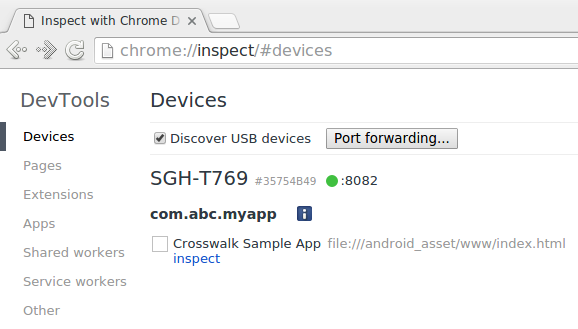 Inspect with Chrome D
chrome://inspect/#devices
DevTools
Devices
Pages
Extensions
Apps
Shared workers
Service workers
Other
Devices
Discover USB devices Port forwarding...
SGH-T769 #35754B49 :8082
com.abc.myapp
Crosswalk Sample App file:///android_asset/www/index.html
inspect